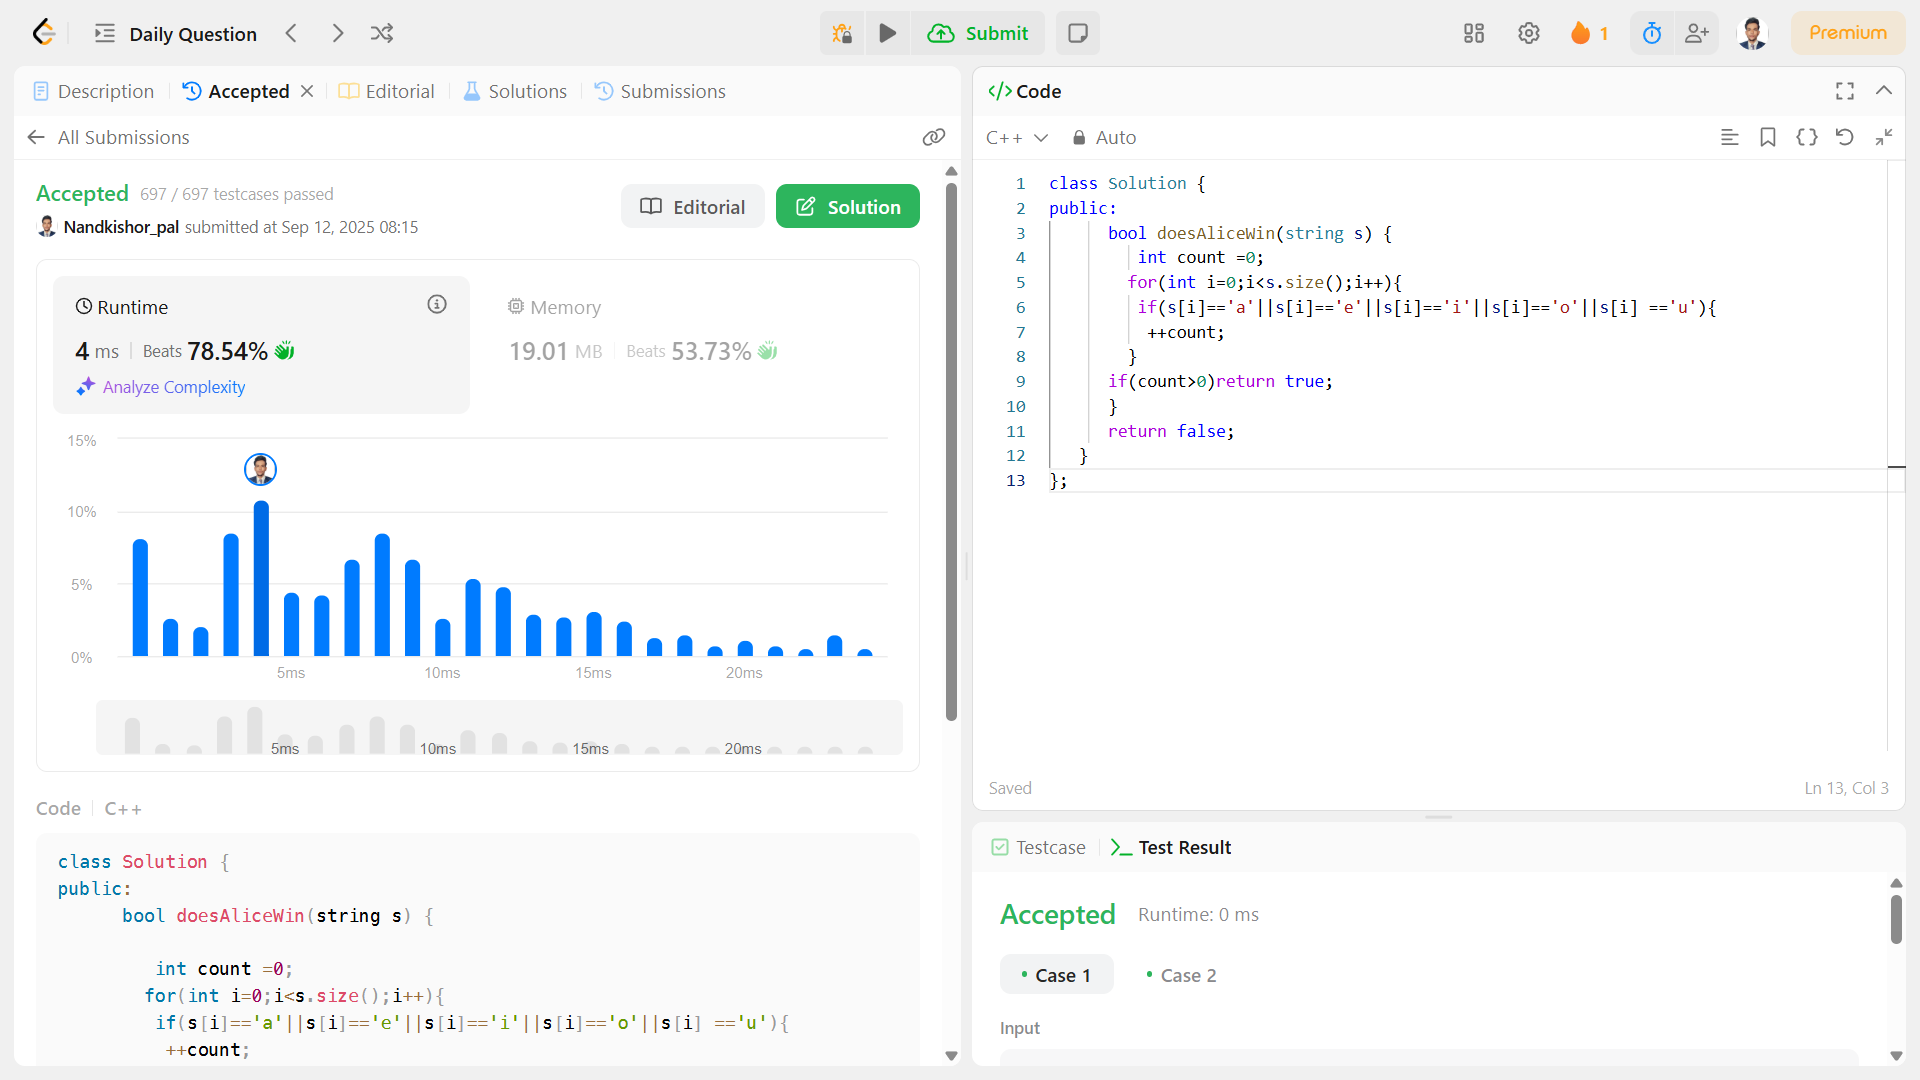 Daily Question
Submit
1
Premium
Description
Accepted
Editorial
Solutions
Submissions
All Submissions
Accepted 697 / 697 testcases passed
Nandkishor_pal submitted at Sep 12, 2025 08:15
Editorial
Solution
Runtime
4 ms Beats 78.54%
Analyze Complexity
Memory
19.01 MB Beats 53.73%
15%
10%
5%
0%
5ms 10ms 15ms 20ms
5ms 10ms 15ms 20ms
Code C++
class Solution {
public:
bool doesAliceWin(string s) {
int count =0;
for(int i=0;i<s.size();i++){
if(s[i]=='a'||s[i]=='e'||s[i]=='i'||s[i]=='o'||s[i] =='u'){
++count;
</> Code
C++ Auto
1 class Solution {
2 public:
3 bool doesAliceWin(string s) {
4 int count =0;
5 for(int i=0;i<s.size();i++){
6 if(s[i]=='a'||s[i]=='e'||s[i]=='i'||s[i]=='o'||s[i] =='u'){
7 ++count;
8 }
9 if(count>0)return true;
10 }
11 return false;
12 }
13 };
Saved
Ln 13, Col 3
Testcase
Test Result
Accepted Runtime: 0 ms
Case 1
Case 2
Input